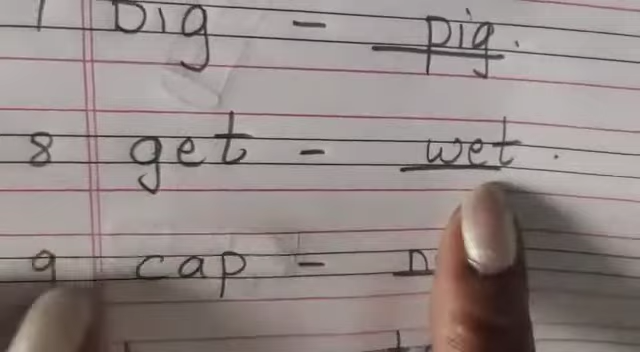 big - pig.
8 get - wet.
9 cap -